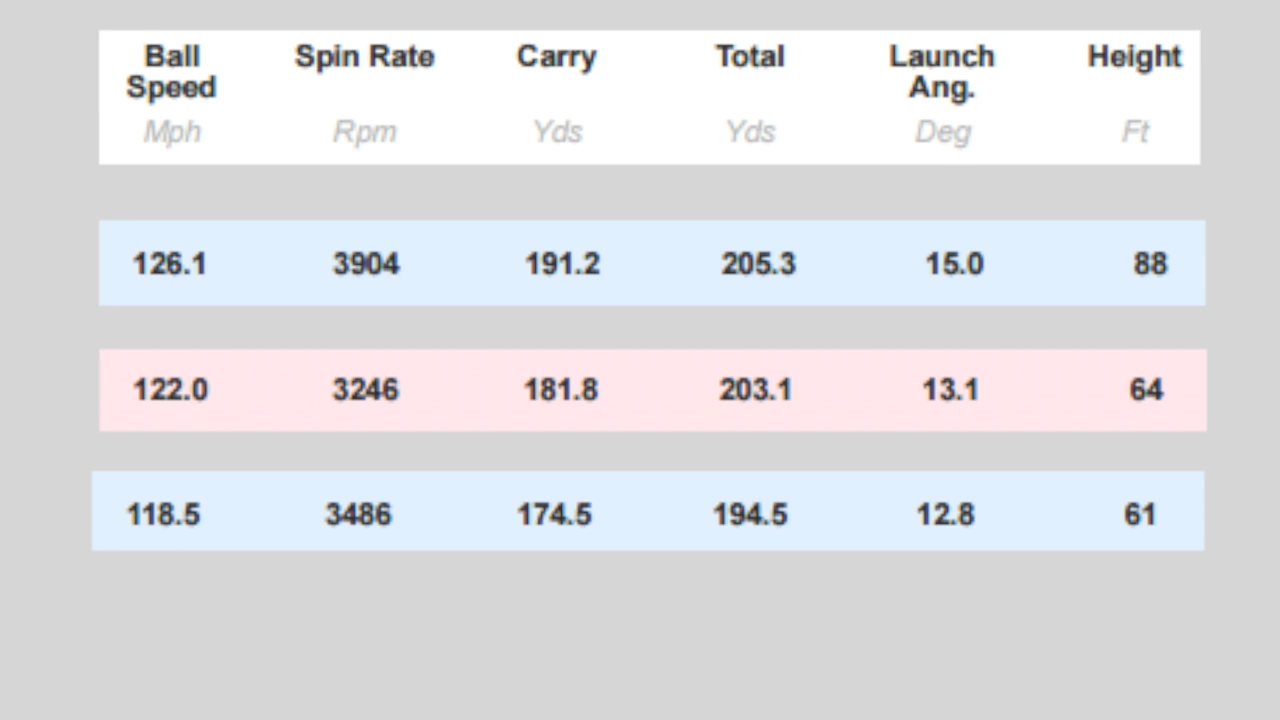 Ball Speed Spin Rate Carry Total Launch Ang. Height
Mph Rpm Yds Yds Deg Ft
126.1 3904 191.2 205.3 15.0 88
122.0 3246 181.8 203.1 13.1 64
118.5 3486 174.5 194.5 12.8 61